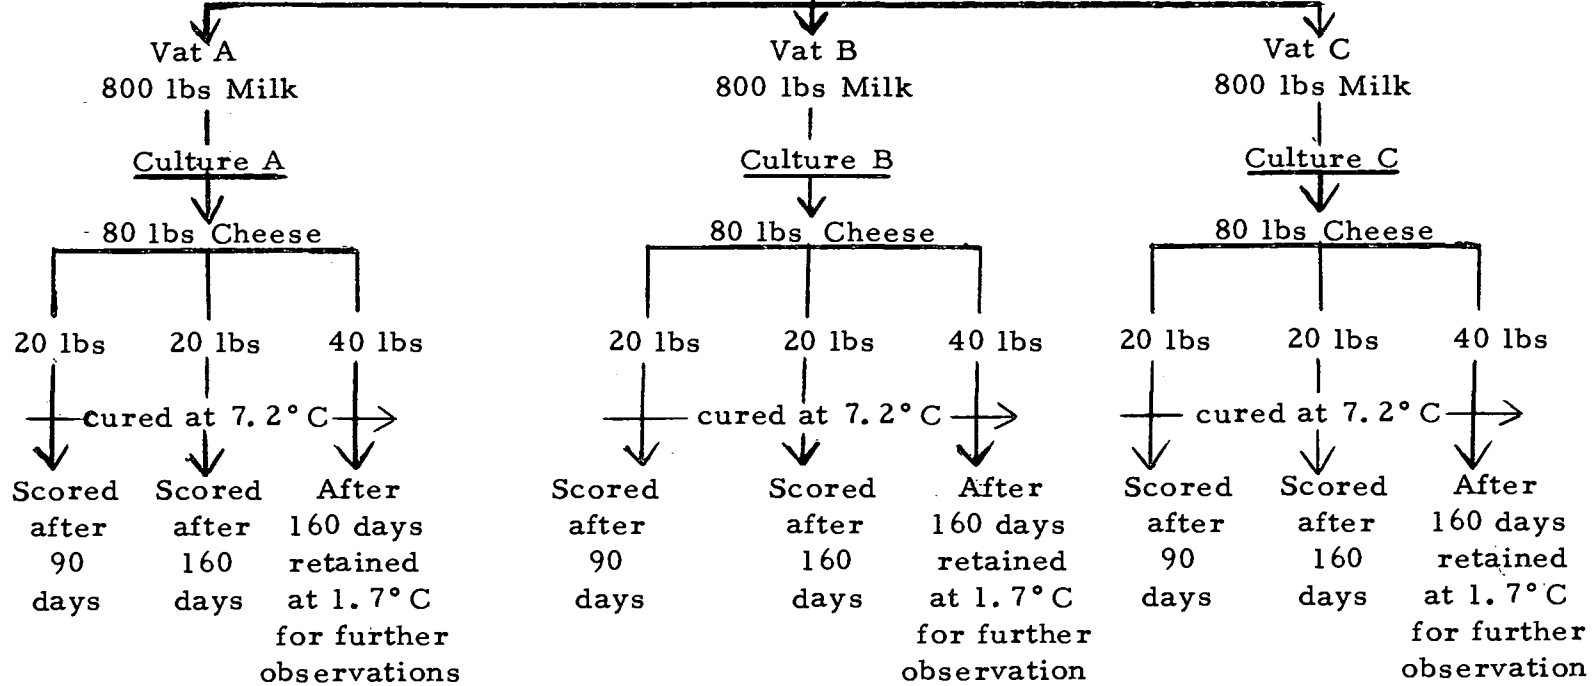 Vat A
800 lbs Milk
Culture A
80 lbs Cheese
20 lbs 20 lbs 40 lbs
cured at 7.2°C
Scored
after
90
days
Scored
after
160
days
After
160 days
retained
at 1.7°C
for further
observations
Vat B
800 lbs Milk
Culture B
80 lbs Cheese
20 lbs 20 lbs 40 lbs
cured at 7.2°C
Scored
after
90
days
Scored
after
160
days
After
160 days
retained
at 1.7°C
for further
observation
Vat C
800 lbs Milk
Culture C
80 lbs Cheese
20 lbs 20 lbs 40 lbs
cured at 7.2°C
Scored
after
90
days
Scored
after
160
days
After
160 days
retained
at 1.7°C
for further
observation